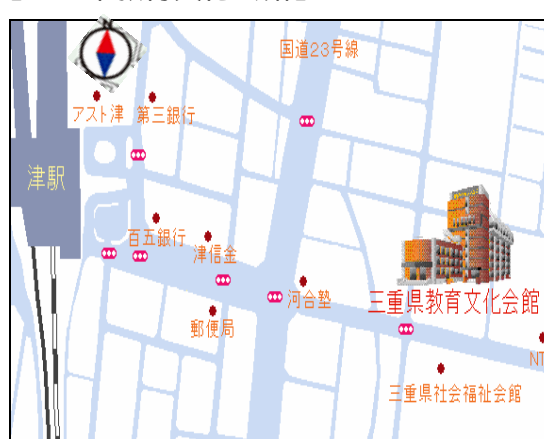 国道23号線
アスト津
第三銀行
津駅
百五銀行
津信金
河合塾
三重県教育文化会館
郵便局
三重県社会福祉会館
NT